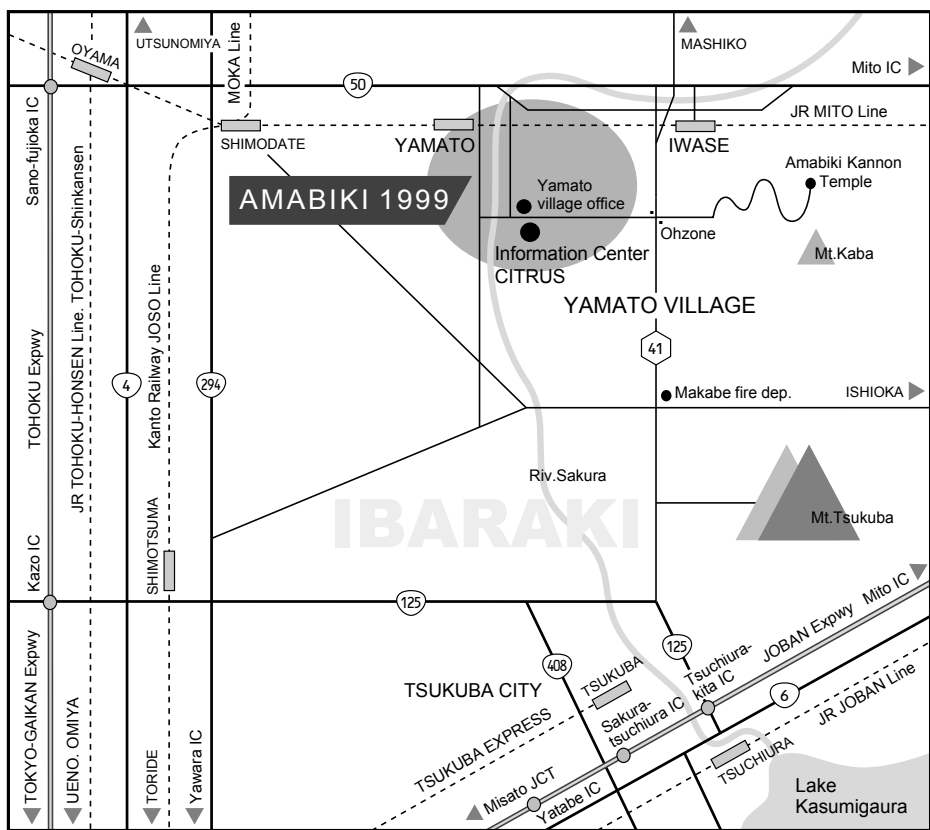 OYAMA
UTSUNOMIYA
MOKA Line
MASHIKO
Mito IC
50
Sano-fujioka IC
JR MITO Line
SHIMODATE
YAMATO
IWASE
Amabiki Kannon
Temple
AMABIKI 1999
Yamato
village office
Ohzone
Information Center
CITRUS
Mt.Kaba
YAMATO VILLAGE
41
TOHOKU Expwy
JR TOHOKU-HONSEN Line. TOHOKU-Shinkansen
4
Kanto Railway JOSO Line
294
Makabe fire dep.
ISHIOKA
Riv.Sakura
IBARAKI
Mt.Tsukuba
Kazo IC
SHIMOTSUMA
125
Mito IC
JOBAN Expwy
408
125
TSUKUBA
Tsuchiura-
kita IC
6
TSUKUBA CITY
TSUKUBA EXPRESS
Sakura-
tsuchiura IC
JR JOBAN Line
TSUCHIURA
TOKYO-GAIKAN Expwy
UENO. OMIYA
TORIDE
Yawara IC
Misato JCT
Yatabe IC
Lake
Kasumigaura